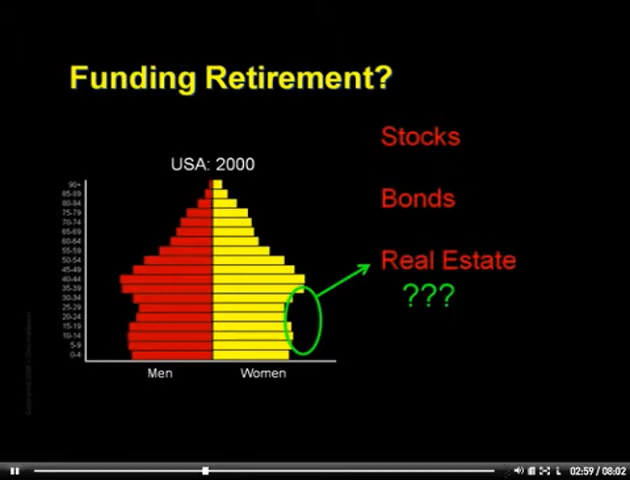 Funding Retirement?
Stocks
USA: 2000
Bonds
Real Estate
???
90+
85-89
80-84
75-79
70-74
65-69
60-64
55-59
50-54
45-49
40-44
35-39
30-34
25-29
20-24
15-19
10-14
5-9
0-4
Men Women
02:59 / 08:02